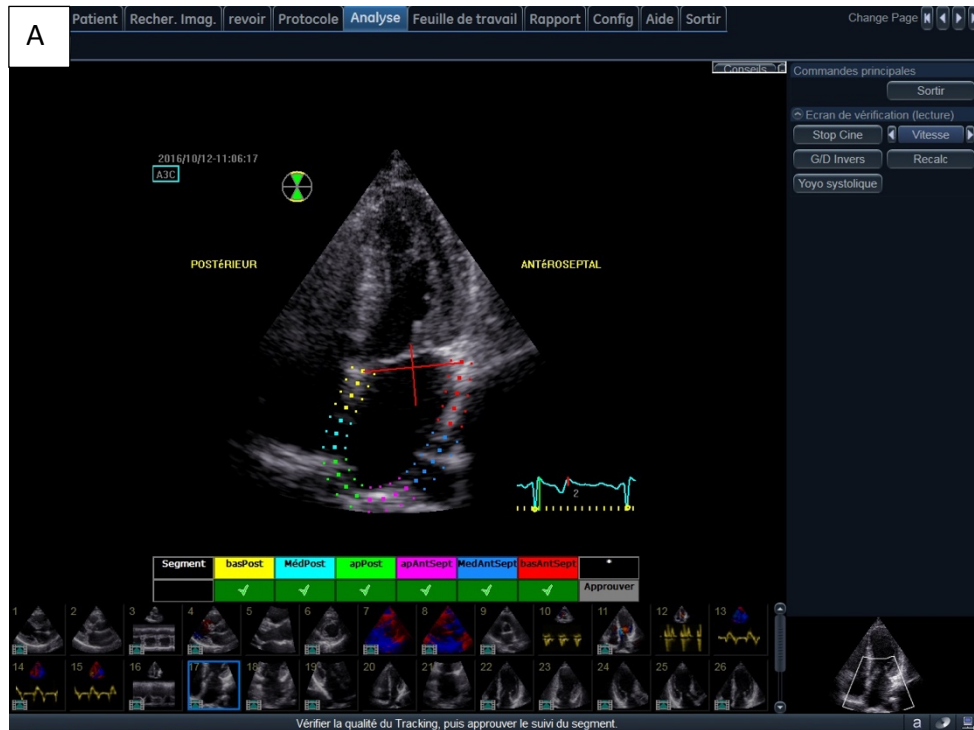 A
Patient Recher. Imag. revoir Protocole Analyse Feuille de travail Rapport Config Aide Sortir Change Page
Conseils
Commandes principales
Sortir
Ecran de vérification (lecture)
Stop Cine Vitesse
G/D Invers Recalc
Yoyo systolique
2016/10/12-11:06:17
A3C
POSTéRIEUR ANTéROSEPTAL
2
Segment basPost MédPost apPost apAntSept MedAntSept basAntSept *
Approuver
1 2 3 4 5 6 7 8 9 10 11 12 13
14 15 16 17 18 19 20 21 22 23 24 25 26
Vérifier la qualité du Tracking, puis approuver le suivi du segment. a